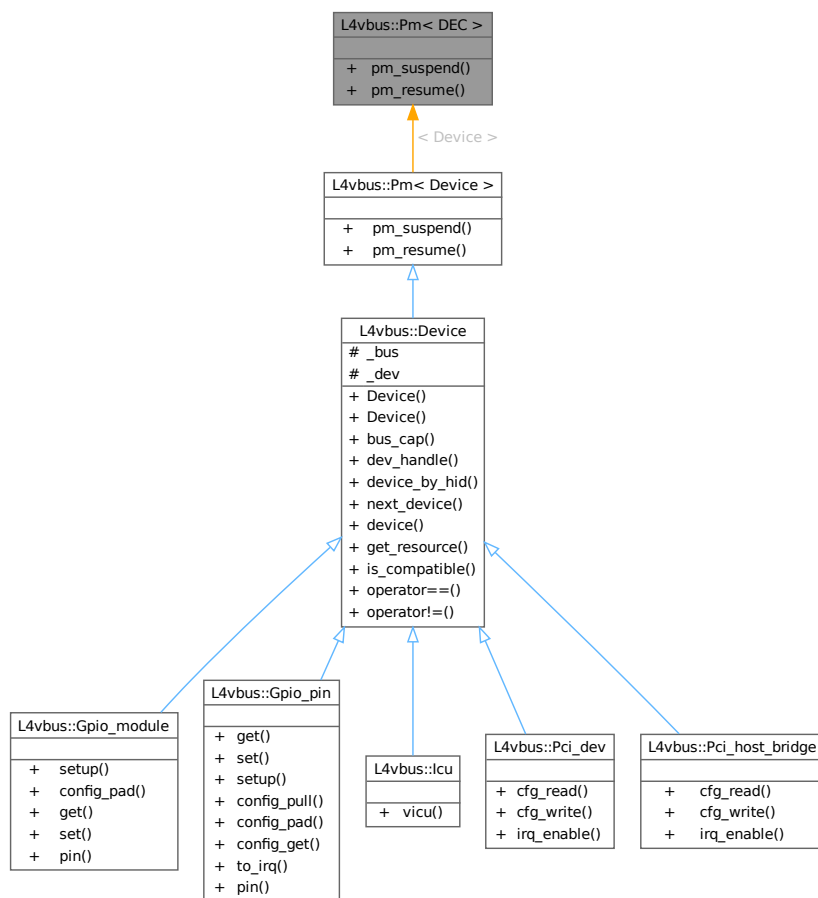 L4vbus::Pm< DEC >
+ pm_suspend()
+ pm_resume()
< Device >
L4vbus::Pm< Device >
+ pm_suspend()
+ pm_resume()
L4vbus::Device
# _bus
# _dev
+ Device()
+ Device()
+ bus_cap()
+ dev_handle()
+ device_by_hid()
+ next_device()
+ device()
+ get_resource()
+ is_compatible()
+ operator==()
+ operator!=()
L4vbus::Gpio_module
+ setup()
+ config_pad()
+ get()
+ set()
+ pin()
L4vbus::Gpio_pin
+ get()
+ set()
+ setup()
+ config_pull()
+ config_pad()
+ config_get()
+ to_irq()
+ pin()
L4vbus::Icu
+ vicu()
L4vbus::Pci_dev
+ cfg_read()
+ cfg_write()
+ irq_enable()
L4vbus::Pci_host_bridge
+ cfg_read()
+ cfg_write()
+ irq_enable()